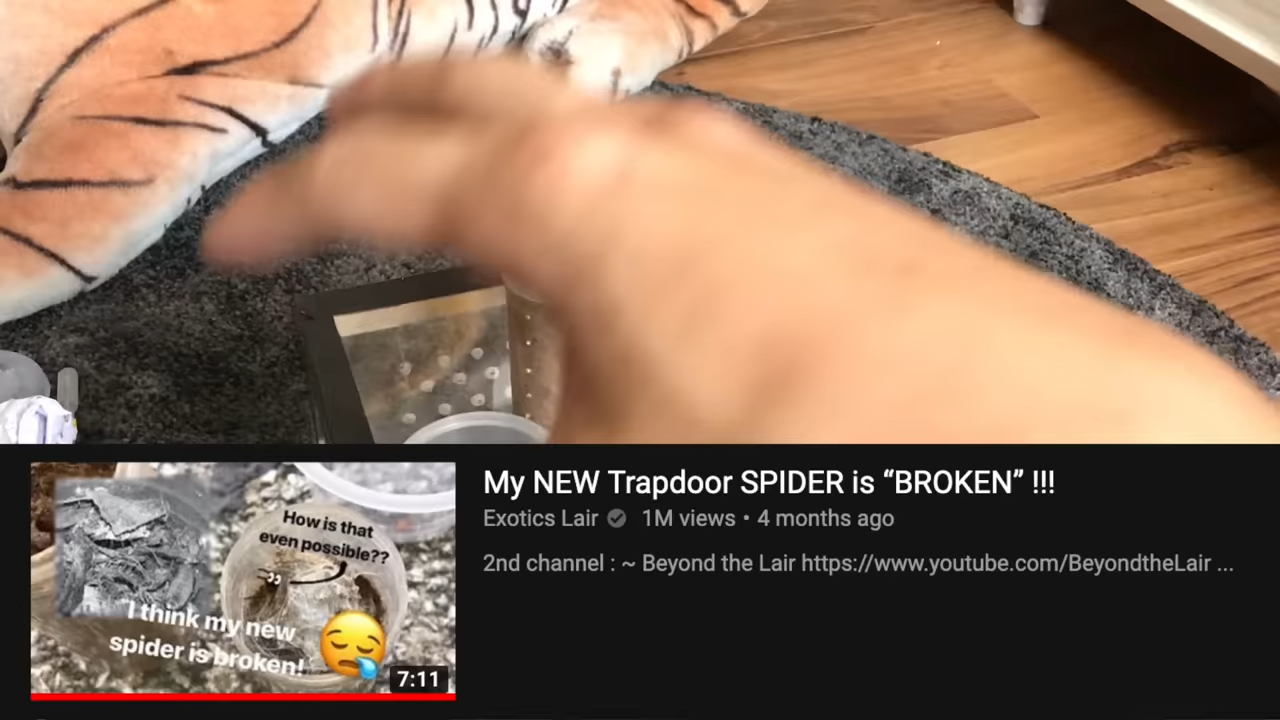 My NEW Trapdoor SPIDER is “BROKEN” !!!
Exotics Lair 1M views • 4 months ago
2nd channel : ~ Beyond the Lair https://www.youtube.com/BeyondtheLair ...
How is that
even possible??
I think my new
spider is broken!
7:11